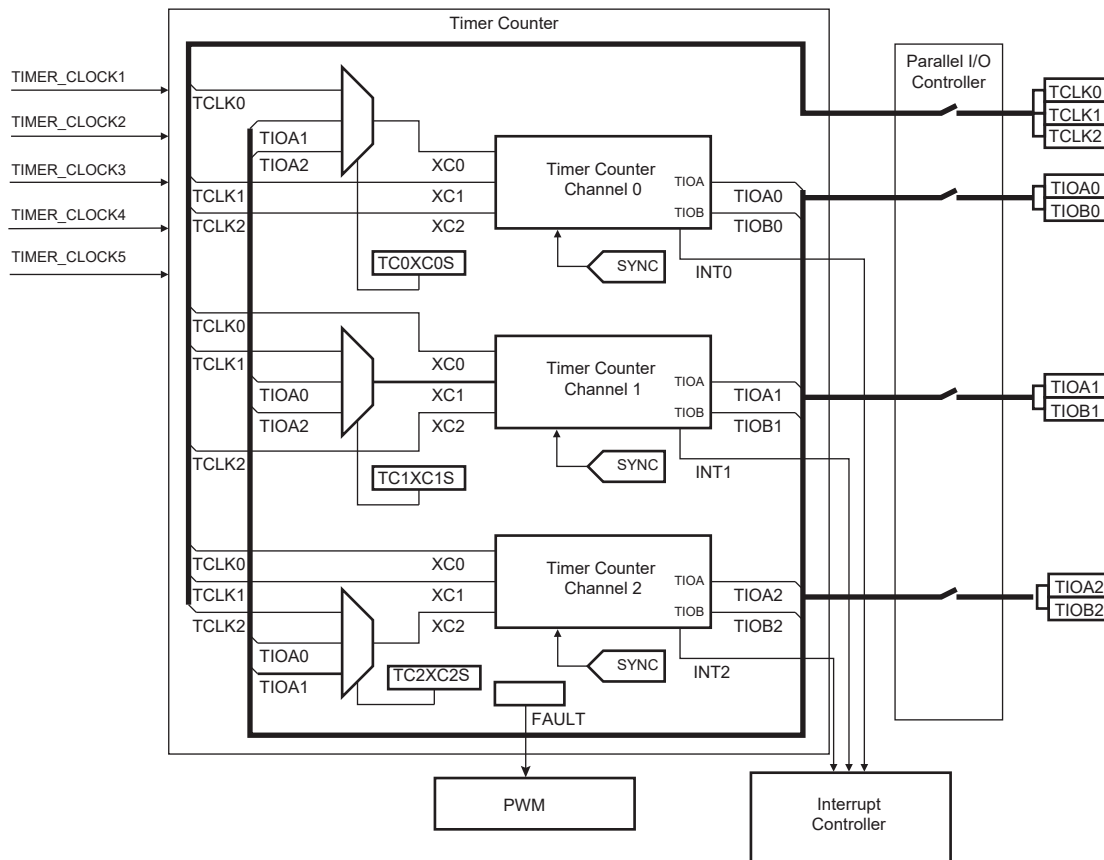 Timer Counter
Parallel I/O
Controller
TIMER_CLOCK1
TIMER_CLOCK2
TIMER_CLOCK3
TIMER_CLOCK4
TIMER_CLOCK5
TCLK0
TIOA1
TIOA2
TCLK1
TCLK2
XC0
XC1
XC2
Timer Counter
Channel 0
TIOA
TIOB
TIOA0
TIOB0
TC0XC0S
SYNC
INT0
TCLK0
TCLK1
TCLK2
TIOA0
TIOB0
TCLK0
TCLK1
TIOA0
TIOA2
TCLK2
XC0
XC1
XC2
Timer Counter
Channel 1
TIOA
TIOB
TIOA1
TIOB1
TC1XC1S
SYNC
INT1
TIOA1
TIOB1
TCLK0
TCLK1
TCLK2
TIOA0
TIOA1
XC0
XC1
XC2
Timer Counter
Channel 2
TIOA
TIOB
TIOA2
TIOB2
TC2XC2S
SYNC
INT2
TIOA2
TIOB2
FAULT
PWM
Interrupt
Controller